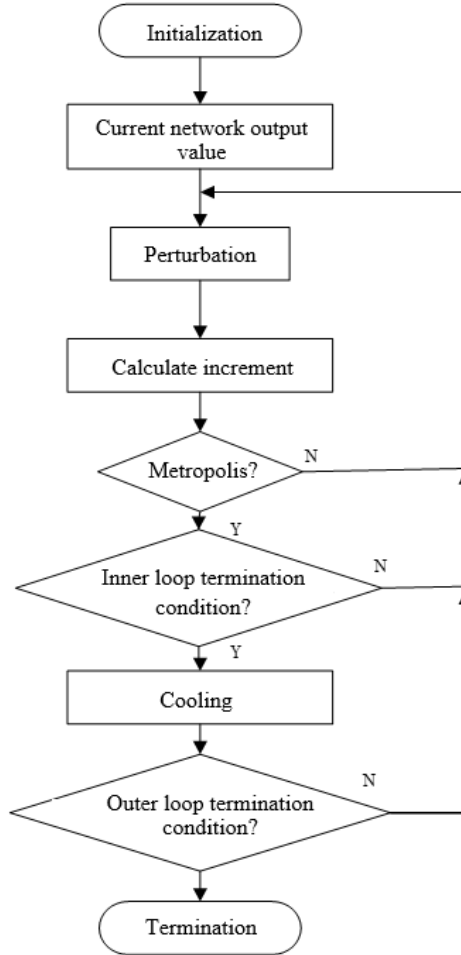 Initialization
Current network output
value
Perturbation
Calculate increment
Metropolis?
N
Y
Inner loop termination
condition?
N
Y
Cooling
N
Outer loop termination
condition?
Termination